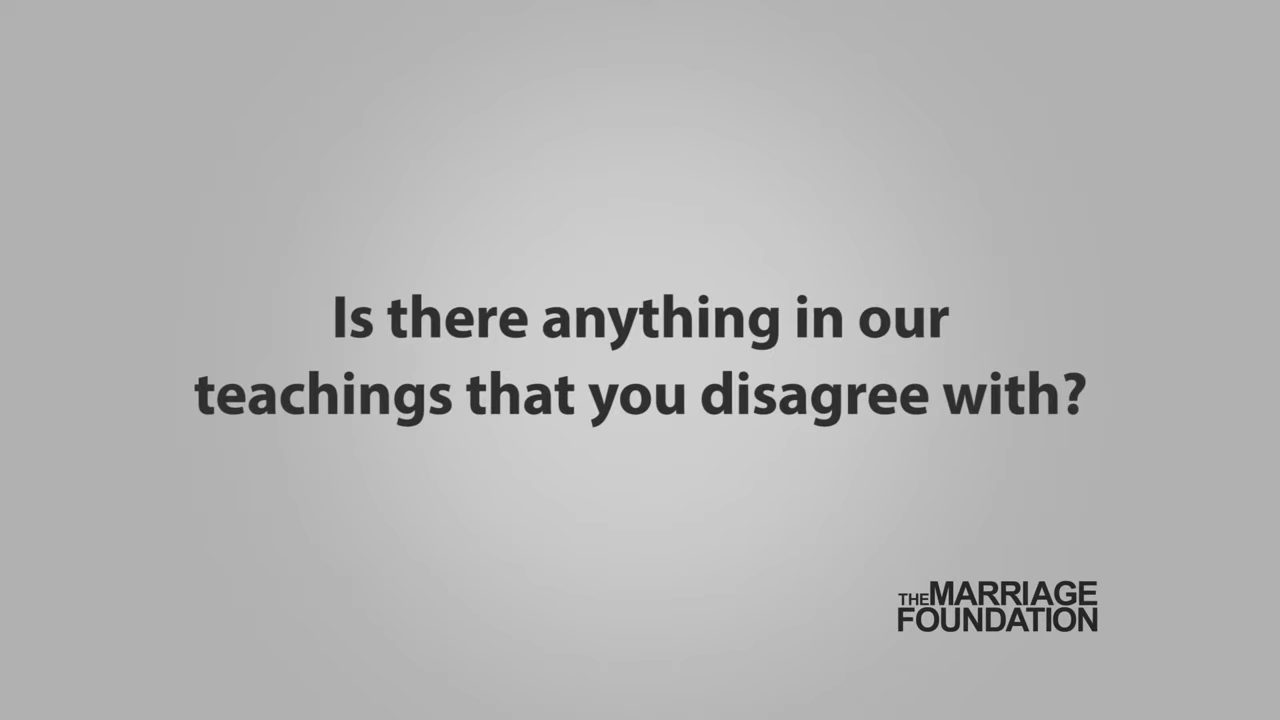 Is there anything in our
teachings that you disagree with?
THE MARRIAGE
FOUNDATION